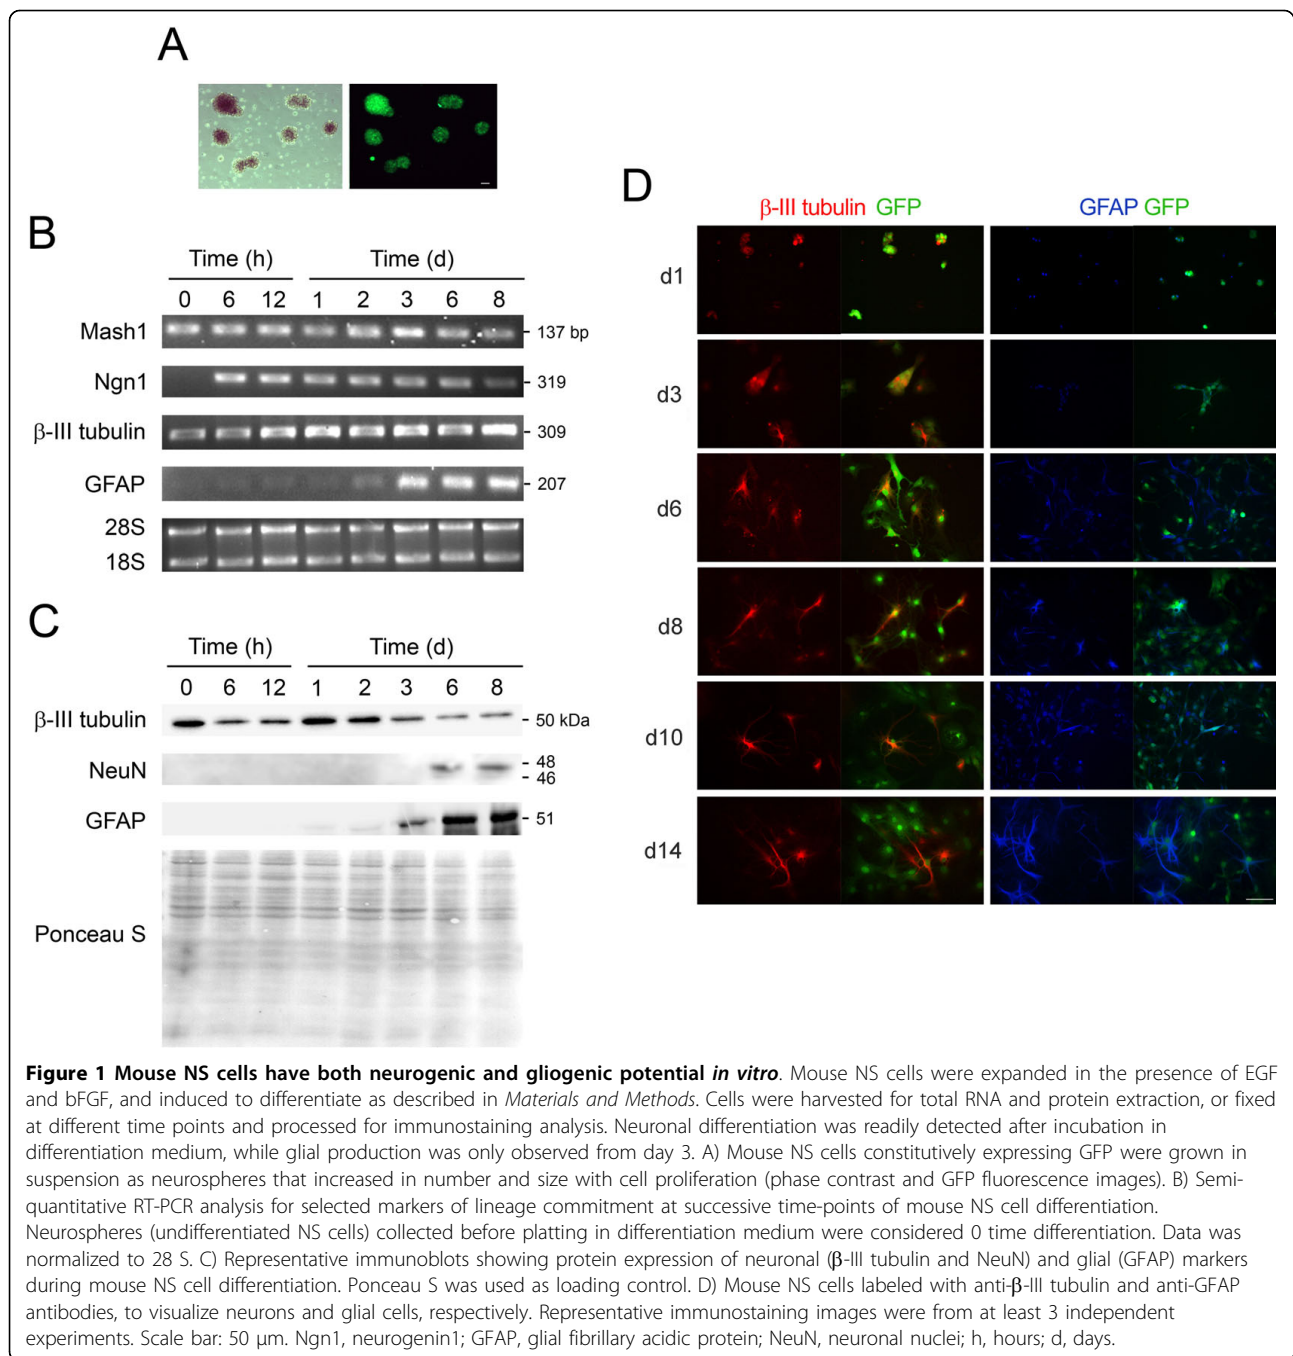 A
B
Time (h) Time (d)
0 6 12 1 2 3 6 8
Mash1 137 bp
Ngn1 319
β-III tubulin 309
GFAP 207
28S
18S
C
Time (h) Time (d)
0 6 12 1 2 3 6 8
β-III tubulin 50 kDa
NeuN 48
46
GFAP 51
Ponceau S
D
β-III tubulin GFP GFAP GFP
d1
d3
d6
d8
d10
d14
Figure 1 Mouse NS cells have both neurogenic and gliogenic potential in vitro. Mouse NS cells were expanded in the presence of EGF
and bFGF, and induced to differentiate as described in Materials and Methods. Cells were harvested for total RNA and protein extraction, or fixed
at different time points and processed for immunostaining analysis. Neuronal differentiation was readily detected after incubation in
differentiation medium, while glial production was only observed from day 3. A) Mouse NS cells constitutively expressing GFP were grown in
suspension as neurospheres that increased in number and size with cell proliferation (phase contrast and GFP fluorescence images). B) Semi-
quantitative RT-PCR analysis for selected markers of lineage commitment at successive time-points of mouse NS cell differentiation.
Neurospheres (undifferentiated NS cells) collected before platting in differentiation medium were considered 0 time differentiation. Data was
normalized to 28 S. C) Representative immunoblots showing protein expression of neuronal (β-III tubulin and NeuN) and glial (GFAP) markers
during mouse NS cell differentiation. Ponceau S was used as loading control. D) Mouse NS cells labeled with anti-β-III tubulin and anti-GFAP
antibodies, to visualize neurons and glial cells, respectively. Representative immunostaining images were from at least 3 independent
experiments. Scale bar: 50 μm. Ngn1, neurogenin1; GFAP, glial fibrillary acidic protein; NeuN, neuronal nuclei; h, hours; d, days.